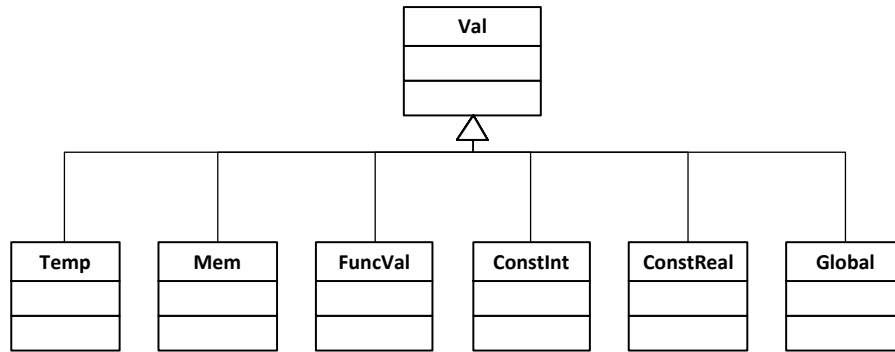 Val
Temp
Mem
FuncVal
ConstInt
ConstReal
Global